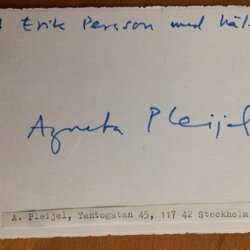 Erik Persson med
Agneta Pleijel
A. Pleijel, Tantogatan 45, 117 42 Stockholm